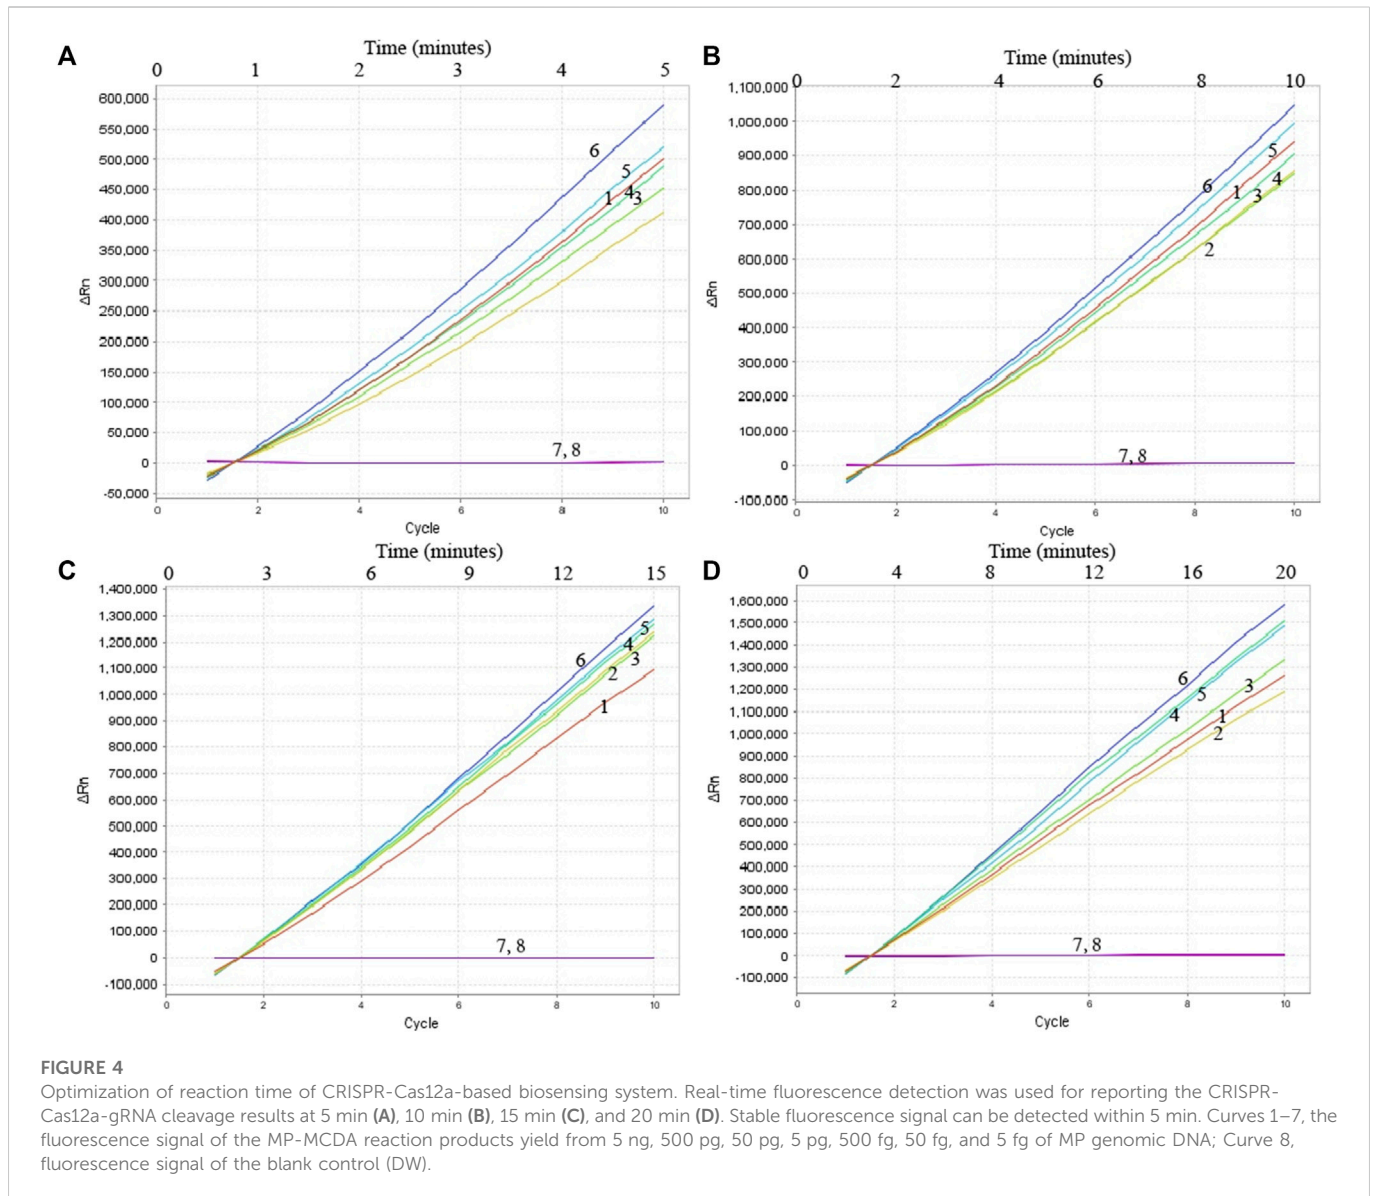 A
Time (minutes)
0 1 2 3 4 5
600,000
550,000
500,000
450,000
400,000
350,000
300,000
250,000
200,000
150,000
100,000
50,000
0
-50,000
ΔRn
6
5
1 4 3
7, 8
0 2 4 6 8 10
Cycle
B
Time (minutes)
0 2 4 6 8 10
1,100,000
1,000,000
900,000
800,000
700,000
600,000
500,000
400,000
300,000
200,000
100,000
0
-100,000
ΔRn
5
6 1 3 4
2
7, 8
0 2 4 6 8 10
Cycle
C
Time (minutes)
0 3 6 9 12 15
1,400,000
1,300,000
1,200,000
1,100,000
1,000,000
900,000
800,000
700,000
600,000
500,000
400,000
300,000
200,000
100,000
0
-100,000
ΔRn
5
4
6 3
2
1
7, 8
0 2 4 6 8 10
Cycle
D
Time (minutes)
0 4 8 12 16 20
1,600,000
1,500,000
1,400,000
1,300,000
1,200,000
1,100,000
1,000,000
900,000
800,000
700,000
600,000
500,000
400,000
300,000
200,000
100,000
0
-100,000
ΔRn
6
5 3
4 1
2
7, 8
0 2 4 6 8 10
Cycle
FIGURE 4
Optimization of reaction time of CRISPR-Cas12a-based biosensing system. Real-time fluorescence detection was used for reporting the CRISPR-
Cas12a-gRNA cleavage results at 5 min (A), 10 min (B), 15 min (C), and 20 min (D). Stable fluorescence signal can be detected within 5 min. Curves 1–7, the
fluorescence signal of the MP-MCDA reaction products yield from 5 ng, 500 pg, 50 pg, 5 pg, 500 fg, 50 fg, and 5 fg of MP genomic DNA; Curve 8,
fluorescence signal of the blank control (DW).